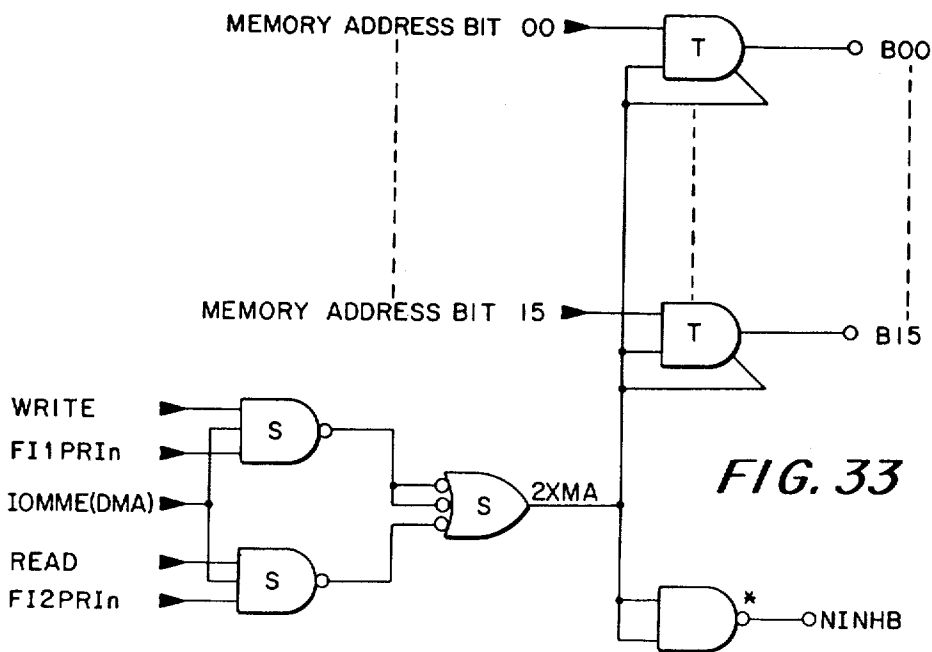 MEMORY ADDRESS BIT 00
T
B00
MEMORY ADDRESS BIT 15
T
B15
WRITE
S
FI1PRIn
IOMME(DMA)
S
2XMA
FIG. 33
READ
S
FI2PRIn
*
NINHB